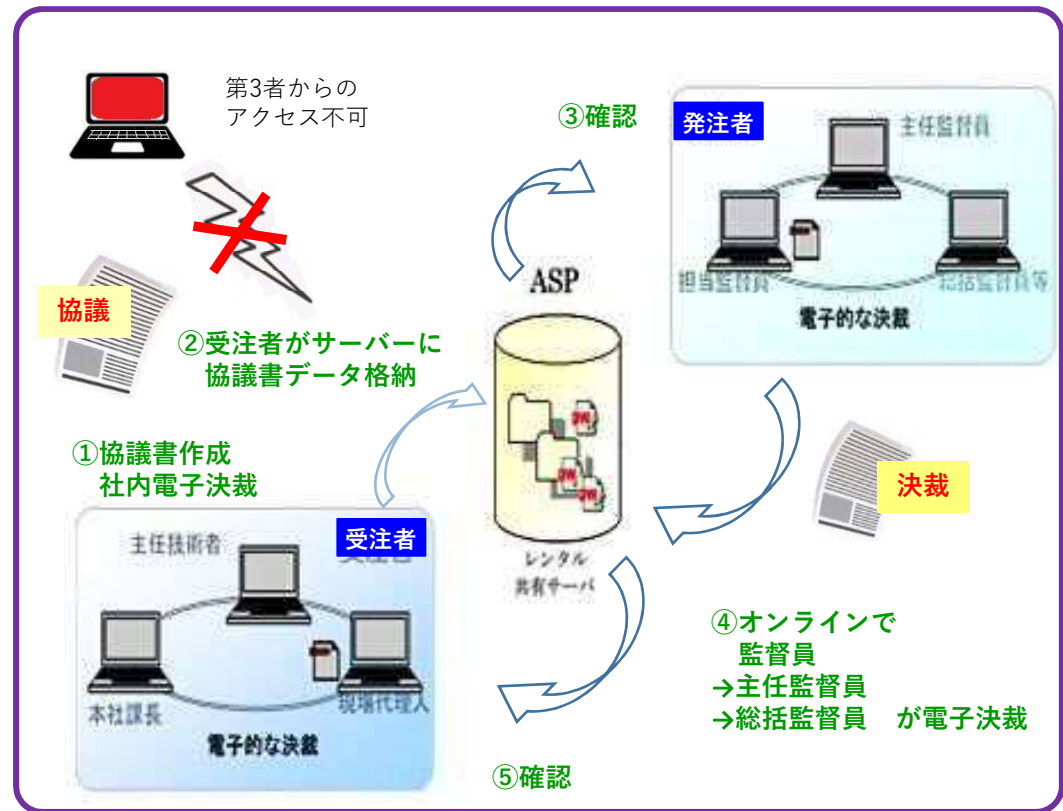 第3者からの
アクセス不可
③確認
発注者
主任監督員
担当監督員
総括監督員等
電子的な決裁
協議
②受注者がサーバーに
協議書データ格納
ASP
レンタル
共有サーバ
①協議書作成
社内電子決裁
受注者
主任技術者
本社課長
現場代理人
電子的な決裁
決裁
④オンラインで
監督員
→主任監督員
→総括監督員 が電子決裁
⑤確認